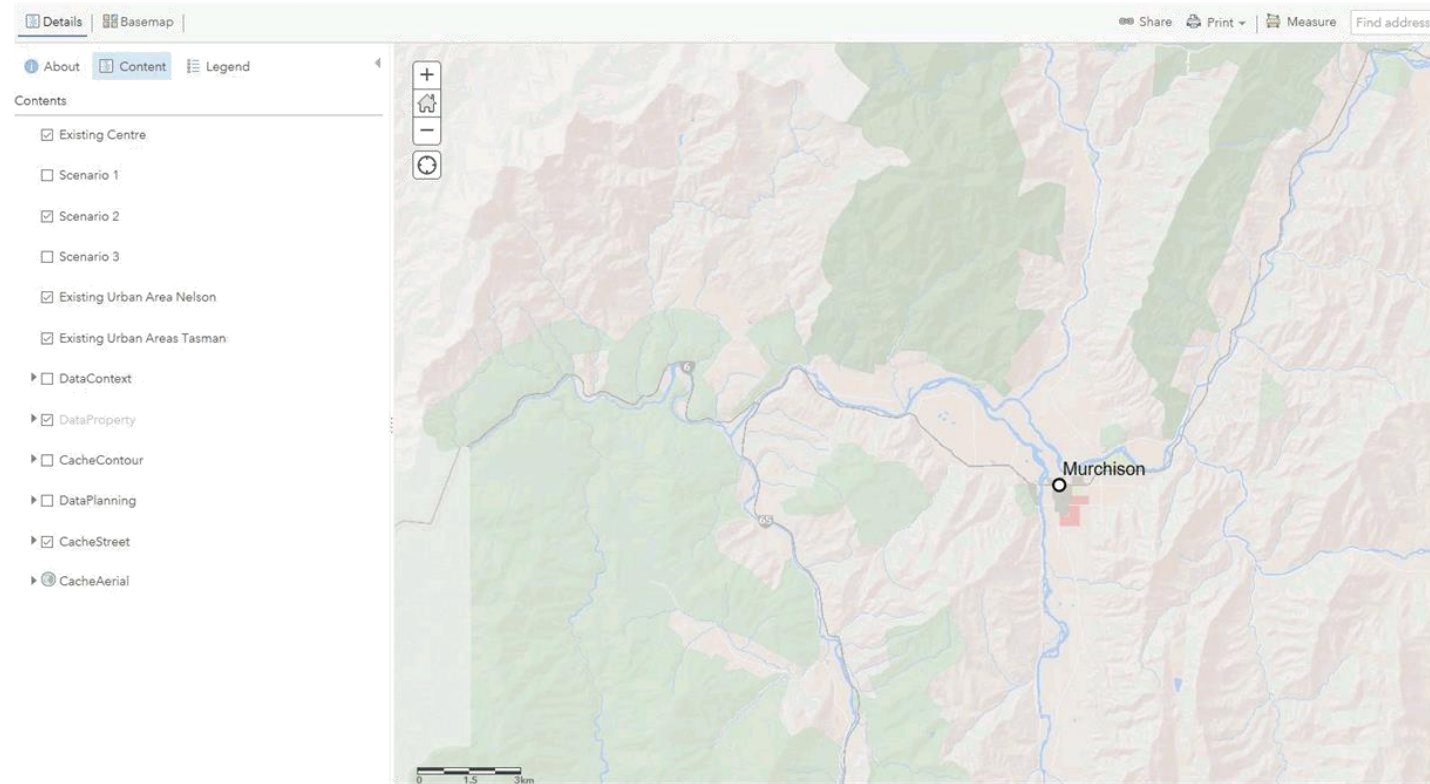 Details Basemap Share Print Measure Find address
About Content Legend
Contents
Existing Centre
Scenario 1
Scenario 2
Scenario 3
Existing Urban Area Nelson
Existing Urban Areas Tasman
DataContext
DataProperty
CacheContour
DataPlanning
CacheStreet
CacheAerial
6
Murchison
65
0 1.5 3km